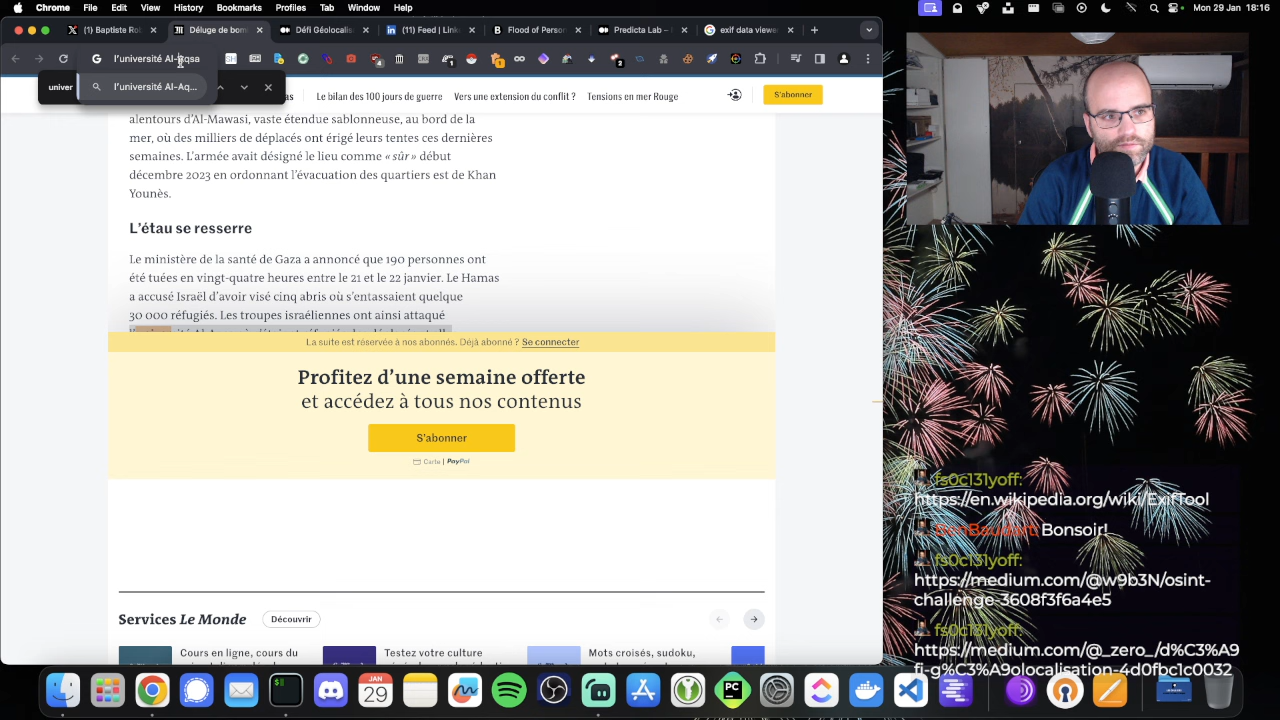 Chrome File Edit View History Bookmarks Profiles Tab Window Help
Mon 29 Jan 18:16
(1) Baptiste Rob
Déluge de bom
Défi Géolocalis
(11) Feed | Link
Flood of Person
Predicta Lab –
exif data viewer
l'université Al-Aqsa
univer
l'université Al-Aq...
Le bilan des 100 jours de guerre
Vers une extension du conflit ?
Tensions en mer Rouge
S'abonner
alentours d'Al-Mawasi, vaste étendue sablonneuse, au bord de la
mer, où des milliers de déplacés ont érigé leurs tentes ces dernières
semaines. L'armée avait désigné le lieu comme « sûr » début
décembre 2023 en ordonnant l'évacuation des quartiers est de Khan
Younès.
L'étau se resserre
Le ministère de la santé de Gaza a annoncé que 190 personnes ont
été tuées en vingt-quatre heures entre le 21 et le 22 janvier. Le Hamas
a accusé Israël d'avoir visé cinq abris où s'entassaient quelque
30 000 réfugiés. Les troupes israéliennes ont ainsi attaqué
La suite est réservée à nos abonnés. Déjà abonné ? Se connecter
Profitez d'une semaine offerte
et accédez à tous nos contenus
S'abonner
Carte | PayPal
Services Le Monde
Découvrir
Cours en ligne, cours du
Testez votre culture
Mots croisés, sudoku,
fs0c131yoff:
https://en.wikipedia.org/wiki/ExifTool
Bonsoir!
fs0c131yoff:
https://medium.com/@w9b3N/osint-
challenge-3608f3f6a4e5
fs0c131yoff:
https://medium.com/@_zero_/d%C3%A9
fi-g%C3%A9olocalisation-4d0fbc1c0032
JAN
29
PC